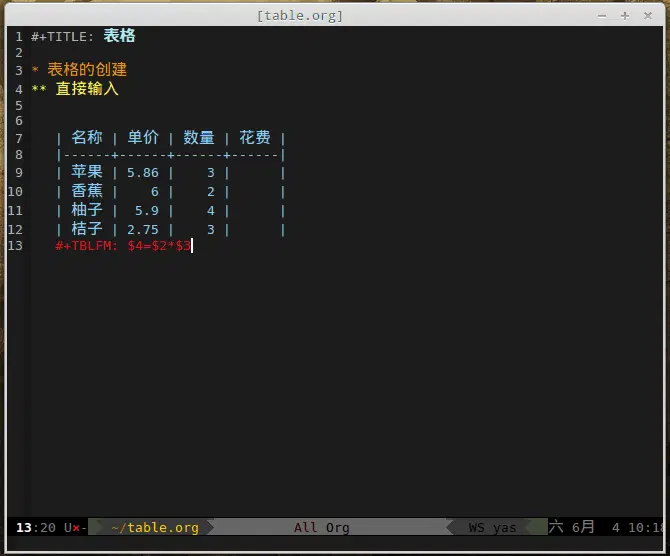 [table.org]
1 #+TITLE: 表格
2
3 * 表格的创建
4 ** 直接输入
5
6
7 | 名称 | 单价 | 数量 | 花费 |
8 |------+------+------+------|
9 | 苹果 | 5.86 | 3 | |
10 | 香蕉 | 6 | 2 | |
11 | 柚子 | 5.9 | 4 | |
12 | 桔子 | 2.75 | 3 | |
13 #+TBLFM: $4=$2*$3
13:20 U×- ~/table.org All Org WS yas 六 6月 4 10:18